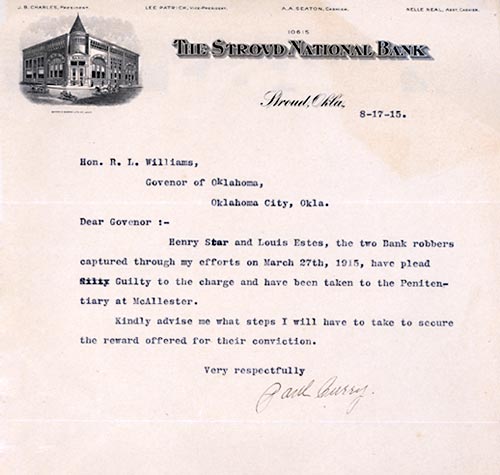 J. B. CHARLES, PRESIDENT. LEE PATRICK, VICE-PRESIDENT. A. A. SEATON, CASHIER. NELLE NEAL, ASST. CASHIER.
10615
THE STROUD NATIONAL BANK
Stroud, Okla.
8-17-15.
Hon. R. L. Williams,
Govenor of Oklahoma,
Oklahoma City, Okla.
Dear Govenor :-
Henry Star and Louis Estes, the two Bank robbers
captured through my efforts on March 27th, 1915, have plead
Guilty to the charge and have been taken to the Peniten-
tiary at McAllester.
Kindly advise me what steps I will have to take to secure
the reward offered for their conviction.
Very respectfully
Paul Curry.